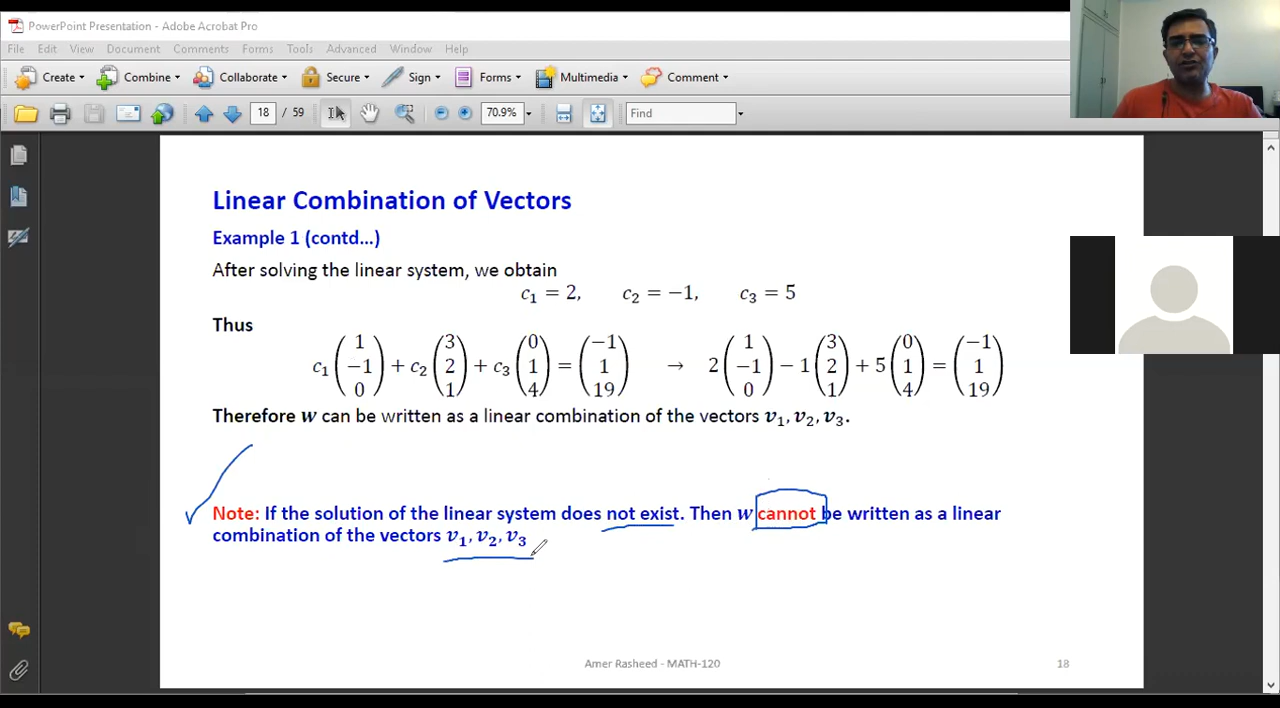 PowerPoint Presentation - Adobe Acrobat Pro
File Edit View Document Comments Forms Tools Advanced Window Help
Create Combine Collaborate Secure Sign Forms Multimedia Comment
18 / 59 70.9% Find
Linear Combination of Vectors
Example 1 (contd...)
After solving the linear system, we obtain
c₁ = 2, c₂ = −1, c₃ = 5
Thus
c₁ (1 −1 0) + c₂ (3 2 1) + c₃ (0 1 4) = (−1 1 19) → 2 (1 −1 0) − 1 (3 2 1) + 5 (0 1 4) = (−1 1 19)
Therefore w can be written as a linear combination of the vectors v₁, v₂, v₃.
Note: If the solution of the linear system does not exist. Then w cannot be written as a linear
combination of the vectors v₁, v₂, v₃
Amer Rasheed - MATH-120 18